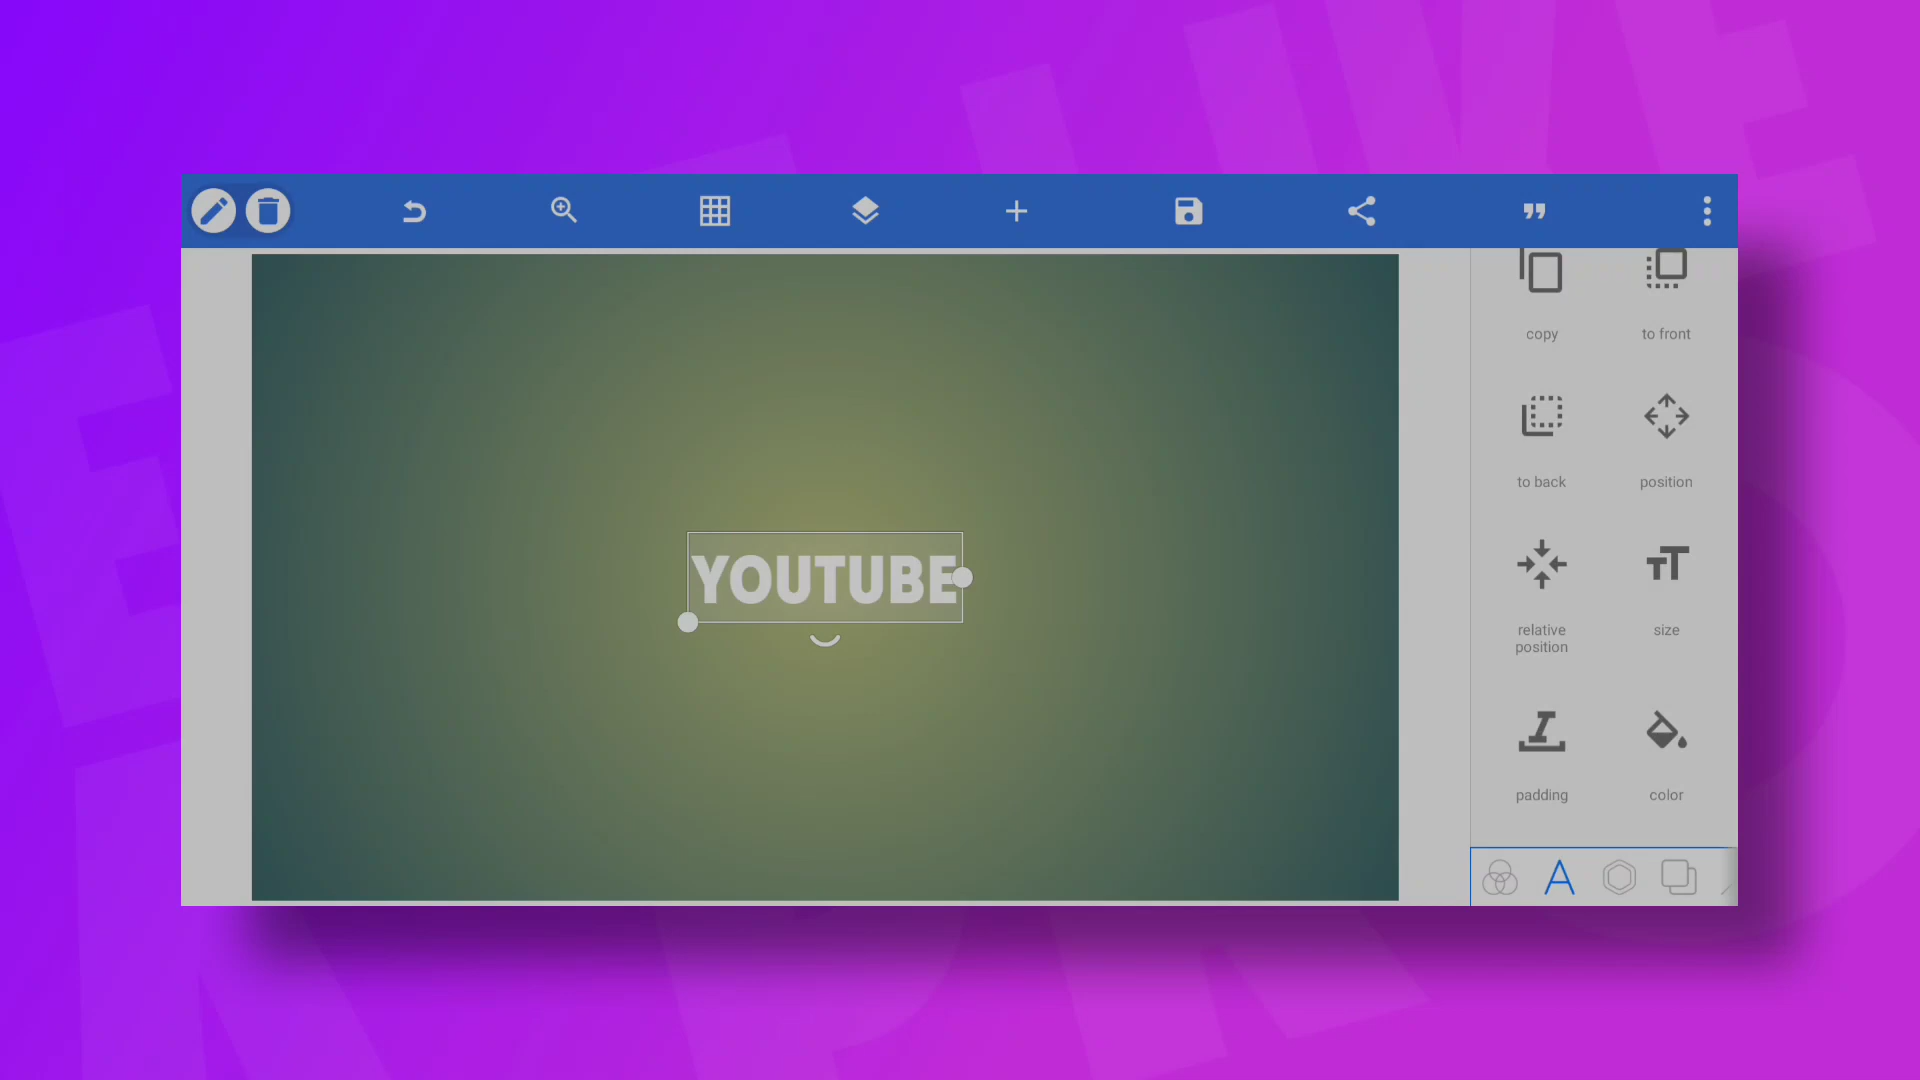 copy
to front
to back
position
YOUTUBE
relative
position
size
padding
color